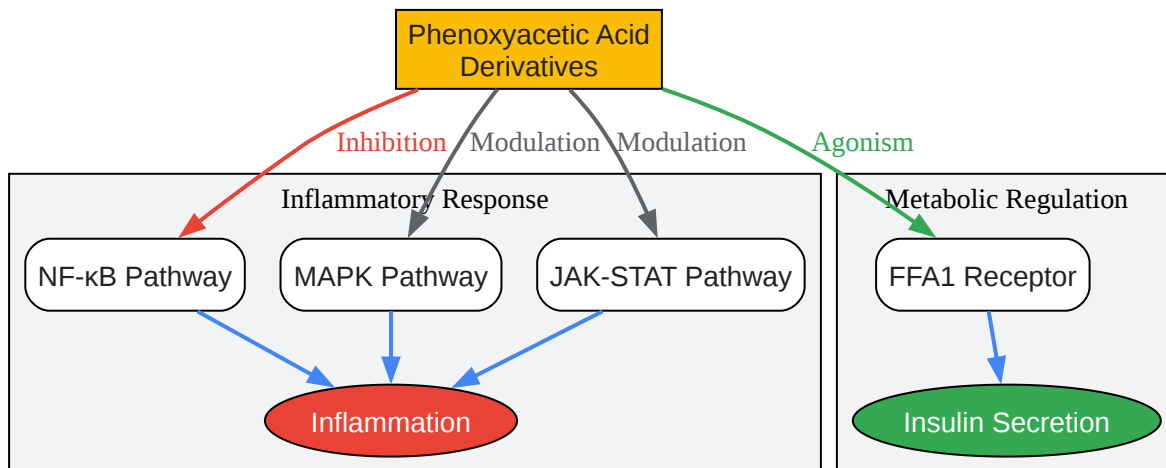 Phenoxyacetic Acid
Derivatives
Inhibition
Modulation
Modulation
Agonism
Inflammatory Response
Metabolic Regulation
NF-κB Pathway
MAPK Pathway
JAK-STAT Pathway
FFA1 Receptor
Inflammation
Insulin Secretion